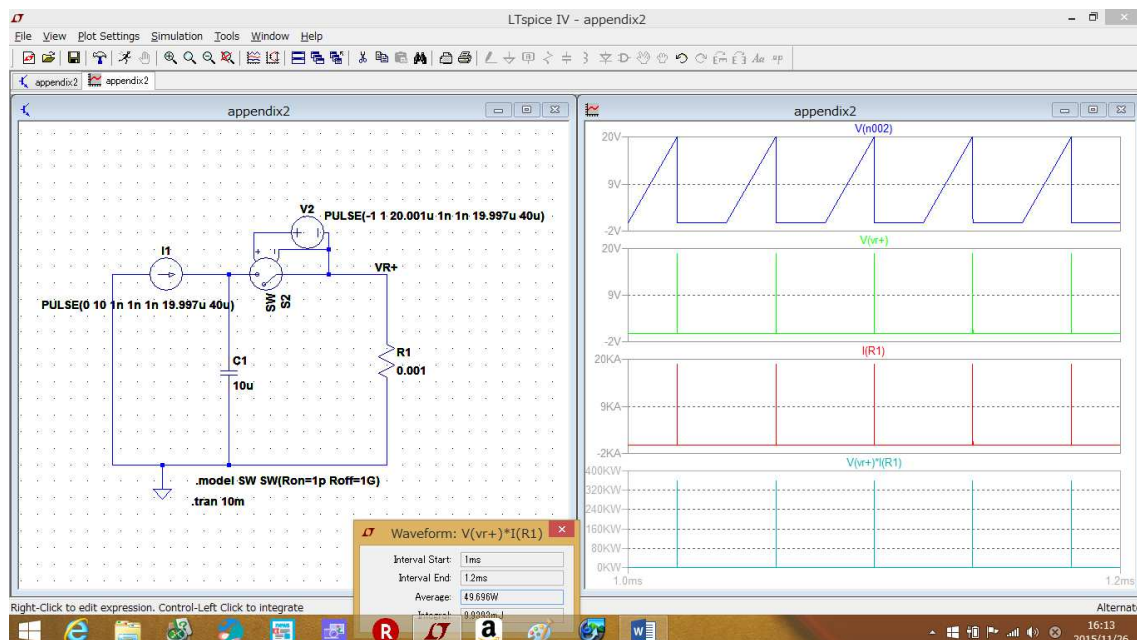 LTspice IV - appendix2
File View Plot Settings Simulation Tools Window Help
appendix2 appendix2
appendix2
V2
PULSE(-1 1 20.001u 1n 1n 19.997u 40u)
I1
VR+
SW
S2
PULSE(0 10 1n 1n 1n 19.997u 40u)
C1
10u
R1
0.001
.model SW SW(Ron=1p Roff=1G)
.tran 10m
appendix2
V(n002)
20V
9V
-2V
V(vr+)
20V
9V
-2V
I(R1)
20KA
9KA
-2KA
V(vr+)*I(R1)
400KW
320KW
240KW
160KW
80KW
0KW
1.0ms
1.2ms
Waveform: V(vr+)*I(R1)
Interval Start: 1ms
Interval End: 1.2ms
Average: 49.696W
Integral:
Right-Click to edit expression. Control-Left Click to integrate
Alternat
R
a
W
16:13
2015/11/26